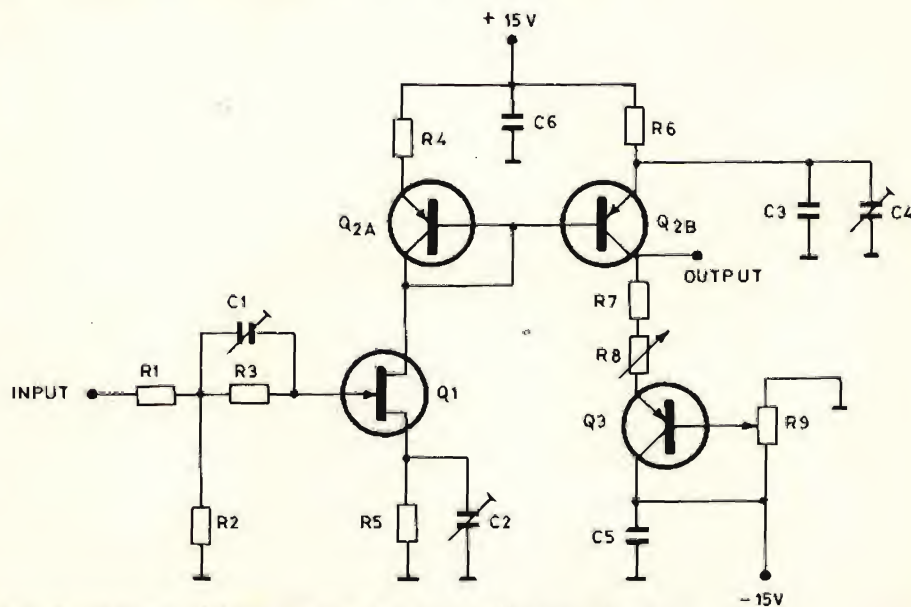 + 15V
R4
C6
R6
Q2A
Q2B
C3
C4
OUTPUT
C1
R7
R1
R3
R8
INPUT
Q1
Q3
R9
R2
R5
C2
C5
- 15V